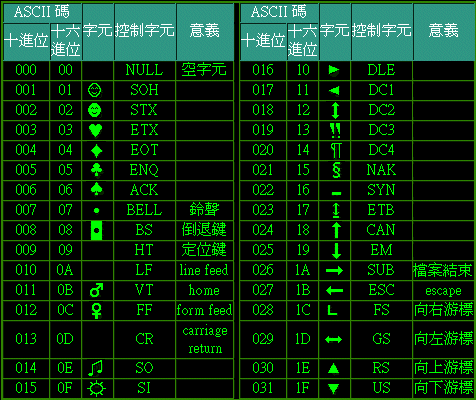 ASCII 碼 字元 控制字元 意義
十進位 十六進位
000 00 NULL 空字元
001 01 ☺ SOH
002 02 ☻ STX
003 03 ♥ ETX
004 04 ♦ EOT
005 05 ♣ ENQ
006 06 ♠ ACK
007 07 • BELL 鈴聲
008 08 ◘ BS 倒退鍵
009 09 HT 定位鍵
010 0A LF line feed
011 0B ♂ VT home
012 0C ♀ FF form feed
013 0D CR carriage return
014 0E ♫ SO
015 0F ☼ SI
ASCII 碼 字元 控制字元 意義
十進位 十六進位
016 10 ► DLE
017 11 ◄ DC1
018 12 ↕ DC2
019 13 ‼ DC3
020 14 ¶ DC4
021 15 § NAK
022 16 ▬ SYN
023 17 ↨ ETB
024 18 ↑ CAN
025 19 ↓ EM
026 1A → SUB 檔案結束
027 1B ← ESC escape
028 1C ∟ FS 向右游標
029 1D ↔ GS 向左游標
030 1E ▲ RS 向上游標
031 1F ▼ US 向下游標